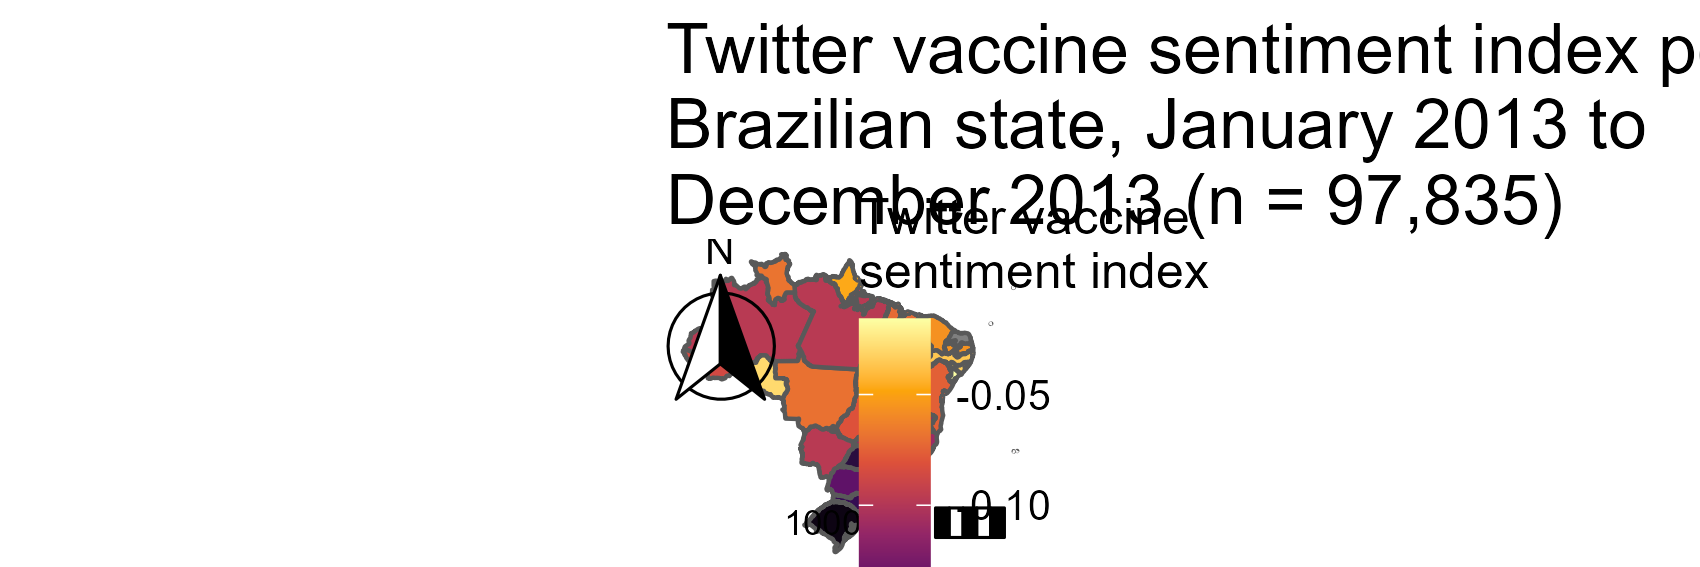 Twitter vaccine sentiment index
Brazilian state, January 2013 to
December 2013 (n = 97,835)
Twitter vaccine
sentiment index
N
-0.05
-0.10
1000